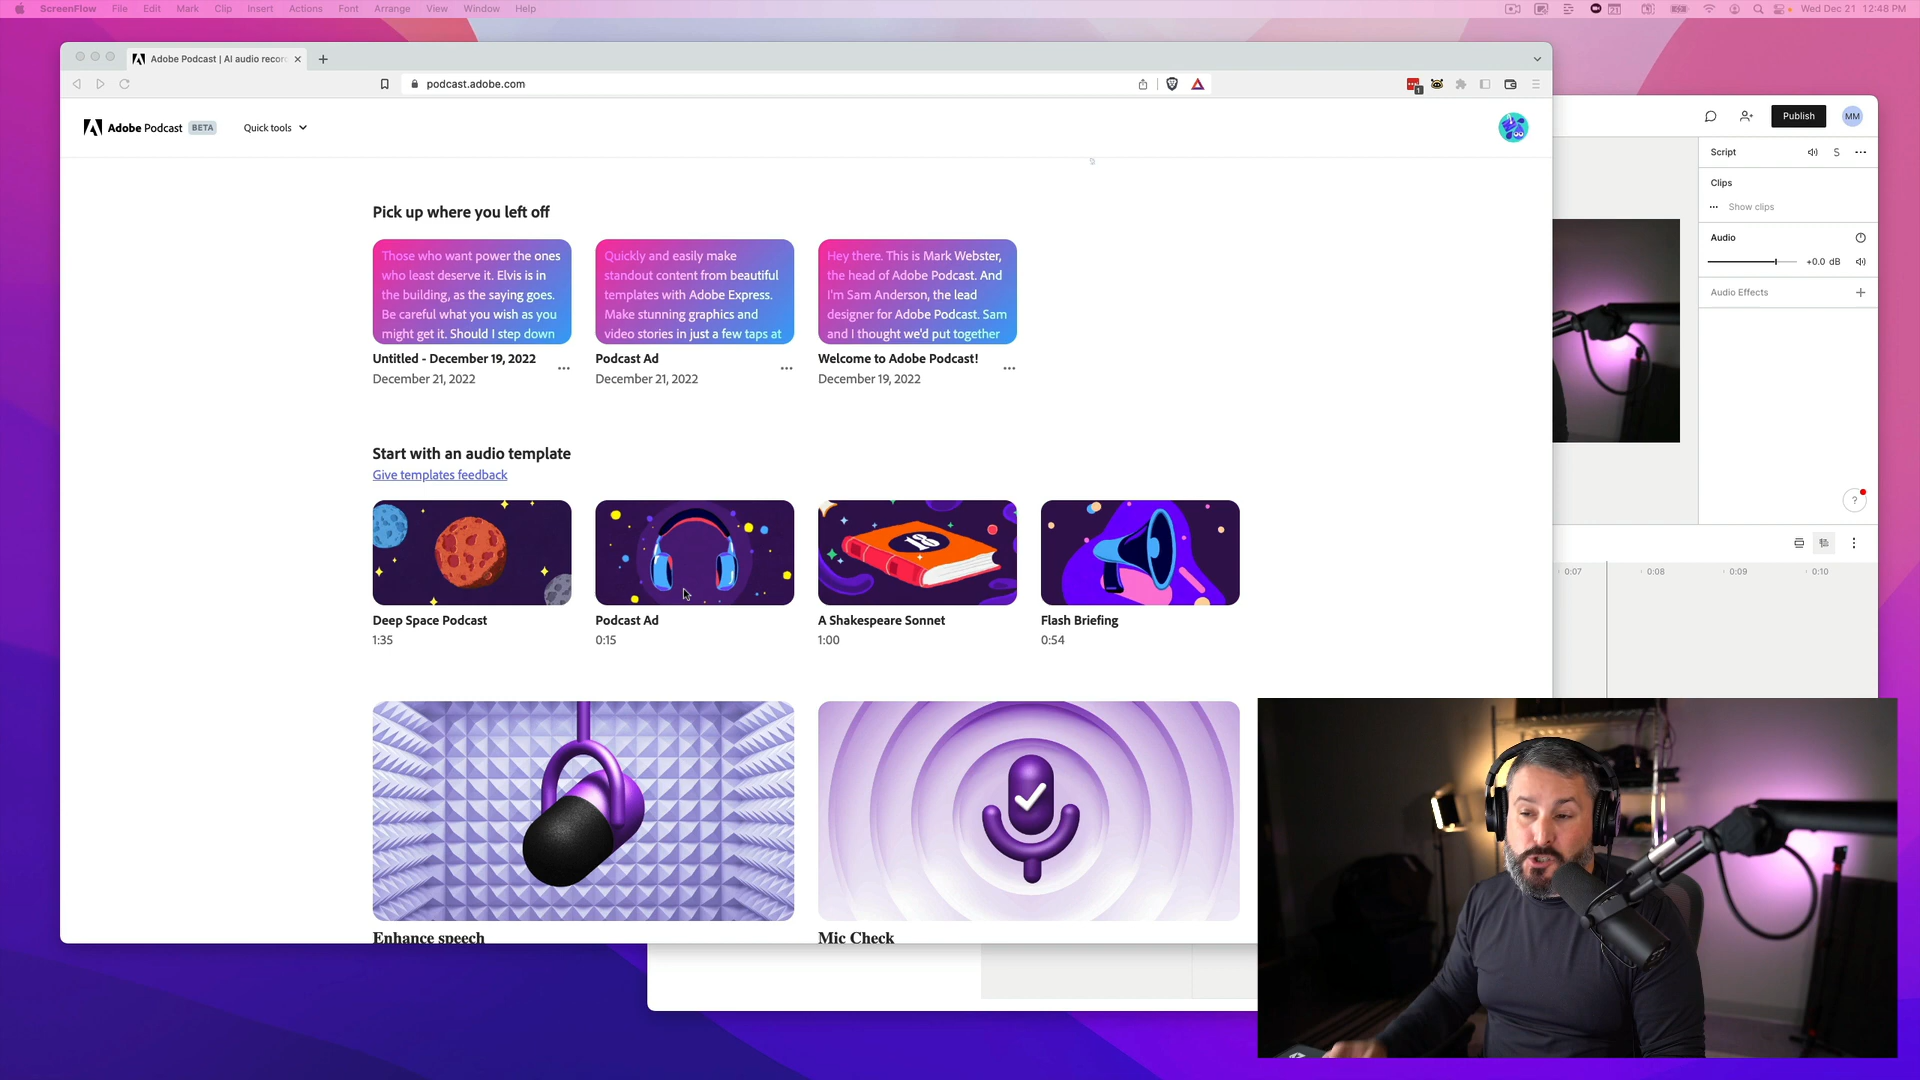 ScreenFlow File Edit Mark Clip Insert Actions Font Arrange View Window Help
Wed Dec 21 12:48 PM
Adobe Podcast | AI audio recor
podcast.adobe.com
Adobe Podcast BETA Quick tools
Publish MM
Script S
Clips
Show clips
Audio
+0.0 dB
Audio Effects
?
0:07 0:08 0:09 0:10
Pick up where you left off
Those who want power the ones
who least deserve it. Elvis is in
the building, as the saying goes.
Be careful what you wish as you
might get it. Should I step down
Untitled - December 19, 2022
December 21, 2022
Quickly and easily make
standout content from beautiful
templates with Adobe Express.
Make stunning graphics and
video stories in just a few taps at
Podcast Ad
December 21, 2022
Hey there. This is Mark Webster,
the head of Adobe Podcast. And
I'm Sam Anderson, the lead
designer for Adobe Podcast. Sam
and I thought we'd put together
Welcome to Adobe Podcast!
December 19, 2022
Start with an audio template
Give templates feedback
18
Deep Space Podcast
1:35
Podcast Ad
0:15
A Shakespeare Sonnet
1:00
Flash Briefing
0:54
Enhance speech
Mic Check